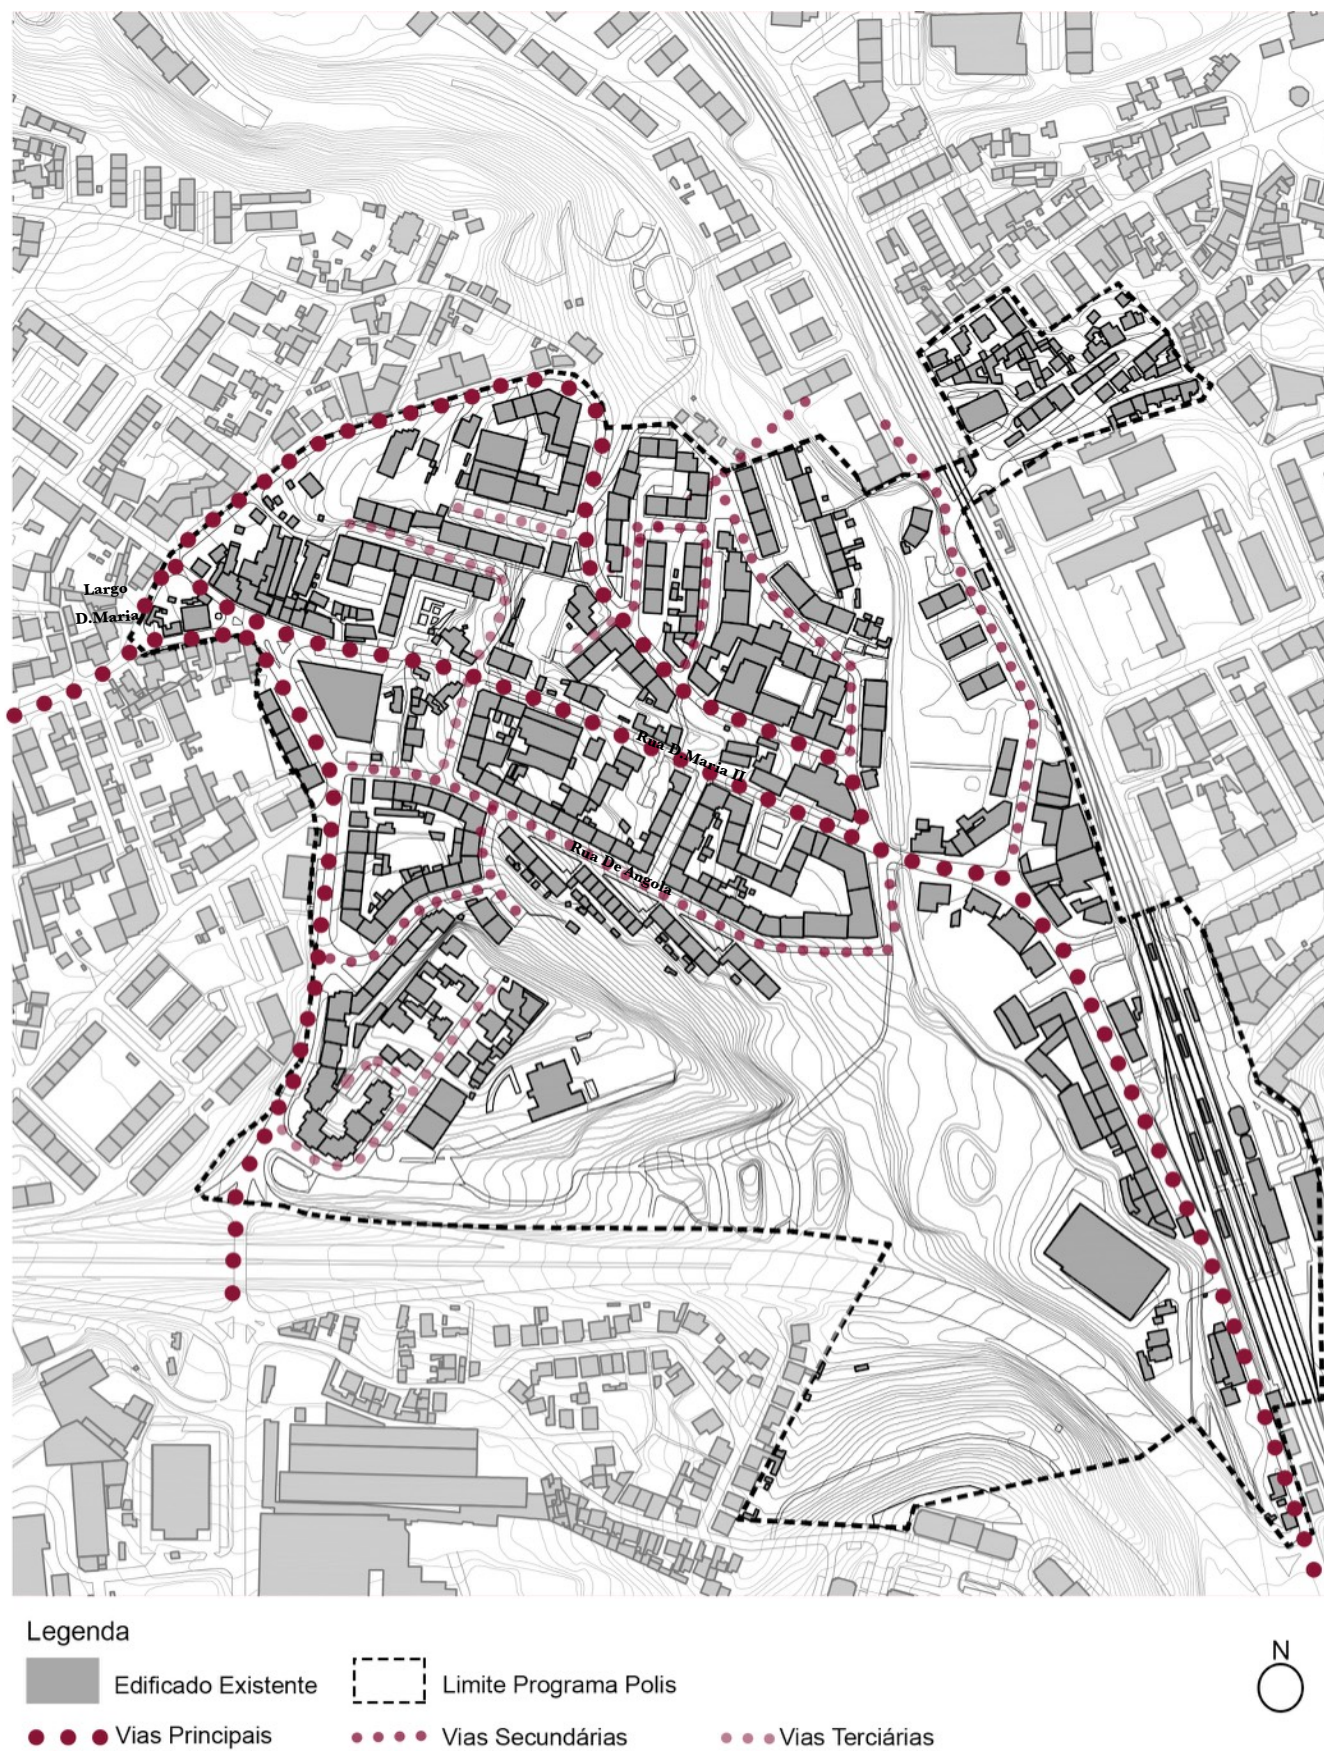 Largo
D.Maria
Rua D.Maria II
Rua De Angola
Legenda
N
Edificado Existente
Limite Programa Polis
Vias Principais
Vias Secundárias
Vias Terciárias